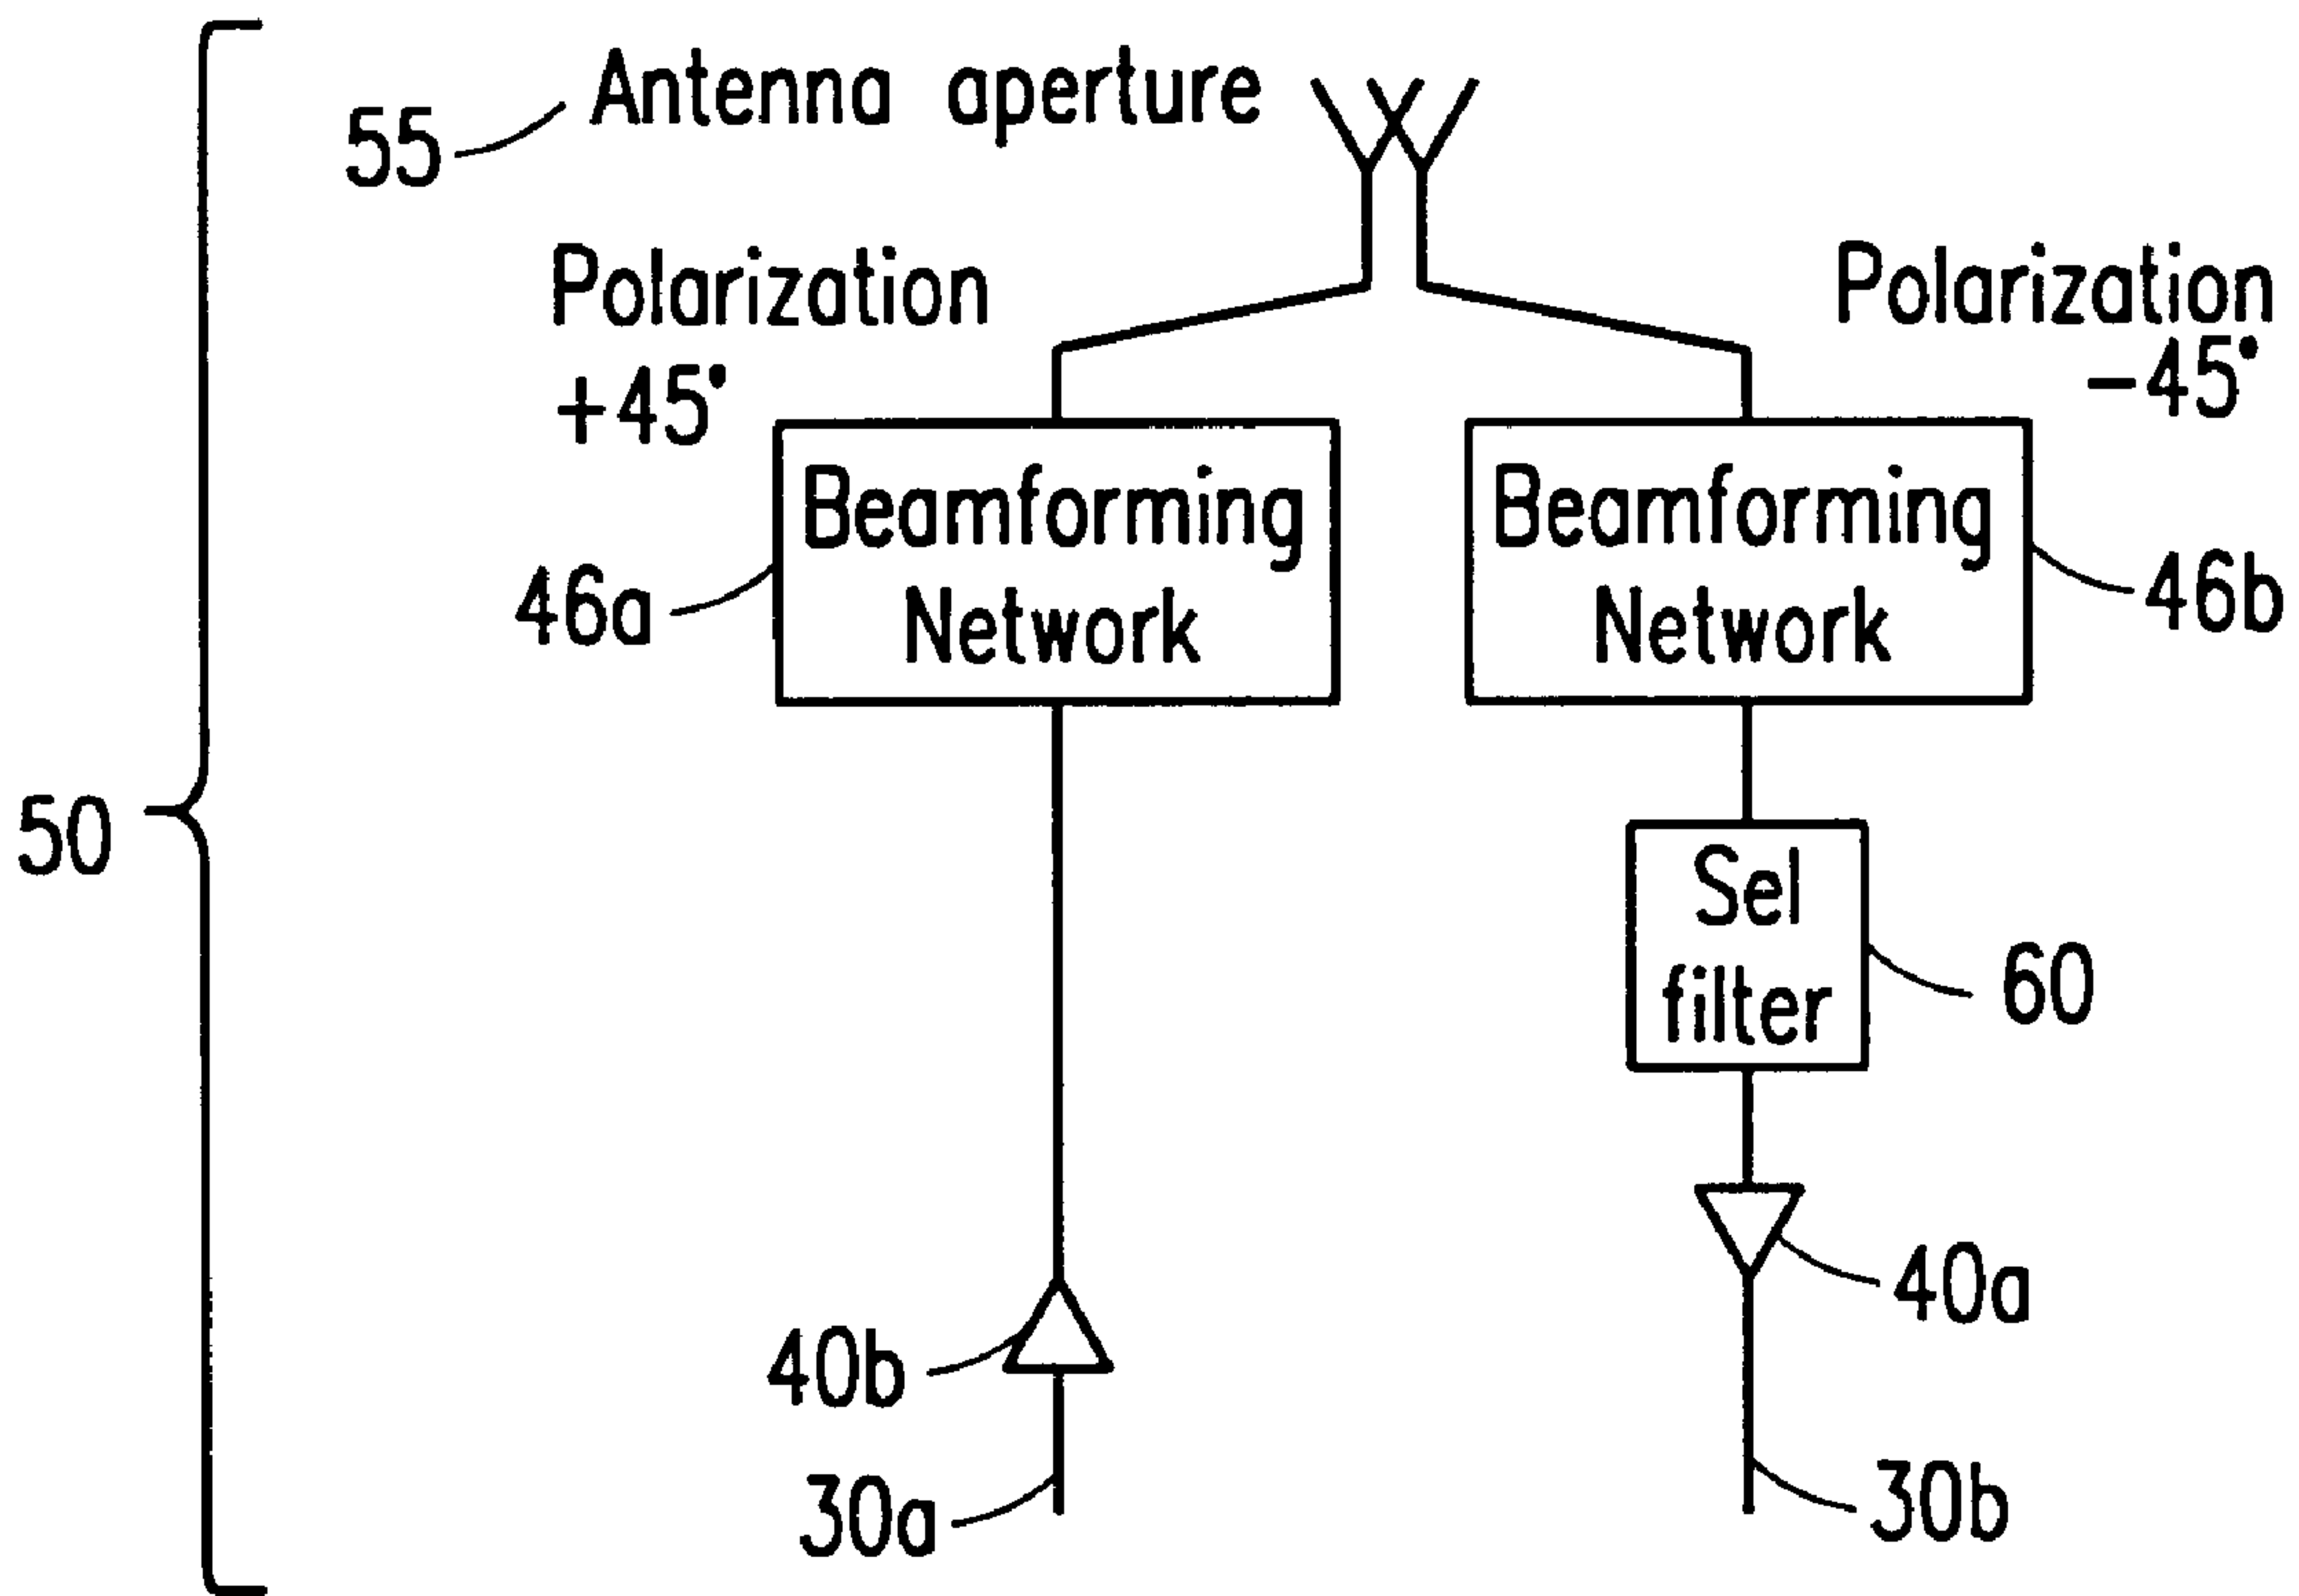 Antenna aperture
55
Polarization
+45°
Polarization
-45°
Beamforming
Network
46a
Beamforming
Network
46b
50
Sel
filter
60
40a
40b
30a
30b